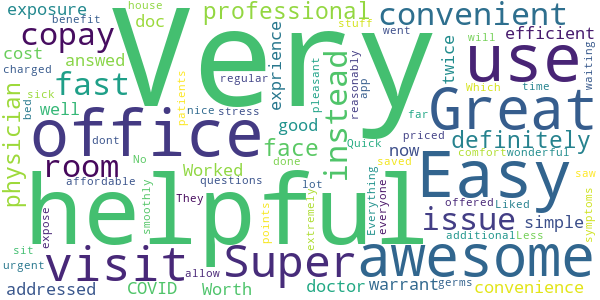 exposure
house
benefit
doc
professional
stuff
Very
went
convenient
copay
efficient
use
cost
answed
charged
fast
exprience
instead
pleasant
regular
reasonably
app
twice
will
waiting
Which
time
physician
sick
bed
well
patients
nice
stress
office
good
Great
far
priced
now
definitely
dont
No
face
done
Quick
saved
comfort
wonderful
room
Worked
affordable
questions
lot
Everything
everyone
Easy
saw
symptoms
helpful
They
smoothly
expose
points
extremely
offered
Liked
issue
simple
additional
Less
sit
urgent
visit
Super
awesome
allow
addressed
COVID
Worth
doctor
warrant
germs
convenience